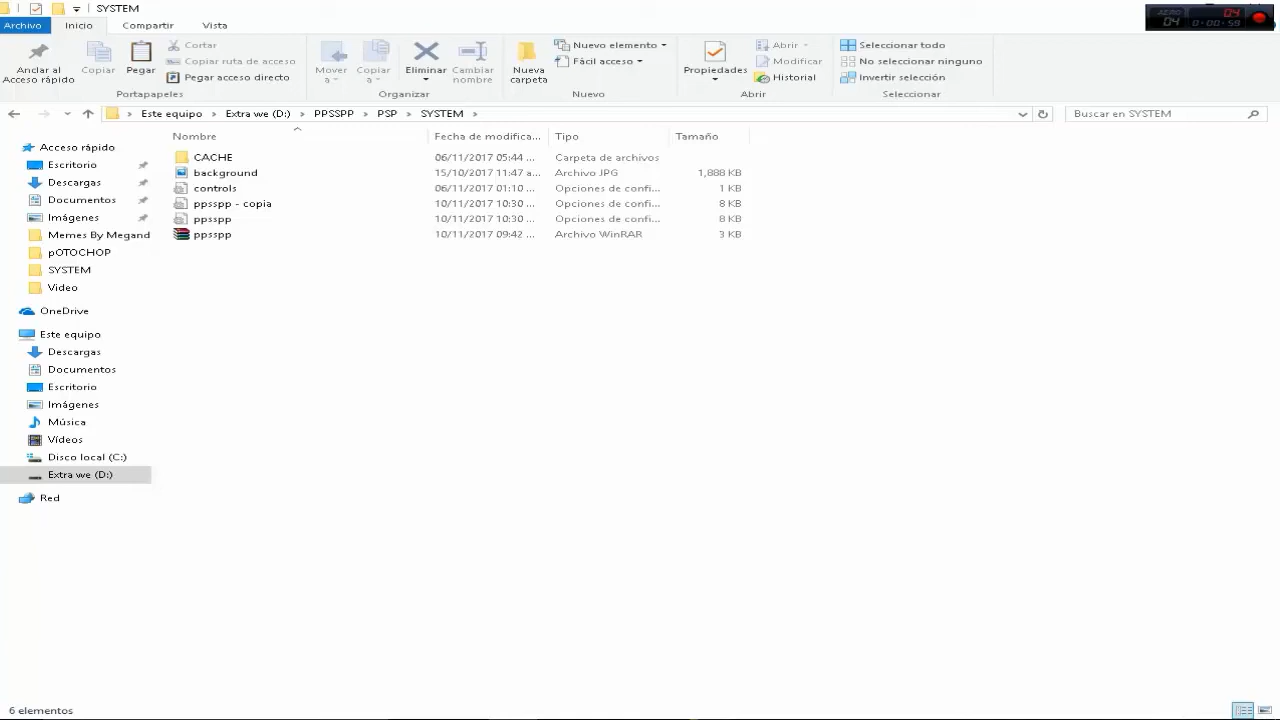 SYSTEM
Archivo Inicio Compartir Vista
Anclar al Acceso rápido
Copiar
Pegar
Cortar
Copiar ruta de acceso
Pegar acceso directo
Portapapeles
Mover a
Copiar a
Eliminar
Cambiar nombre
Organizar
Nueva carpeta
Nuevo elemento
Fácil acceso
Nuevo
Propiedades
Abrir
Modificar
Historial
Abrir
Seleccionar todo
No seleccionar ninguno
Invertir selección
Seleccionar
AZERO 04 04 0:00:59
Este equipo > Extra we (D:) > PPSSPP > PSP > SYSTEM >
Buscar en SYSTEM
Nombre Fecha de modifica... Tipo Tamaño
CACHE 06/11/2017 05:44 ... Carpeta de archivos
background 15/10/2017 11:47 a... Archivo JPG 1,888 KB
controls 06/11/2017 01:10 ... Opciones de confi... 1 KB
ppsspp - copia 10/11/2017 10:30 ... Opciones de confi... 8 KB
ppsspp 10/11/2017 10:30 ... Opciones de confi... 8 KB
ppsspp 10/11/2017 09:42 ... Archivo WinRAR 3 KB
Acceso rápido
Escritorio
Descargas
Documentos
Imágenes
Memes By Megand
pOTOCHOP
SYSTEM
Video
OneDrive
Este equipo
Descargas
Documentos
Escritorio
Imágenes
Música
Vídeos
Disco local (C:)
Extra we (D:)
Red
6 elementos